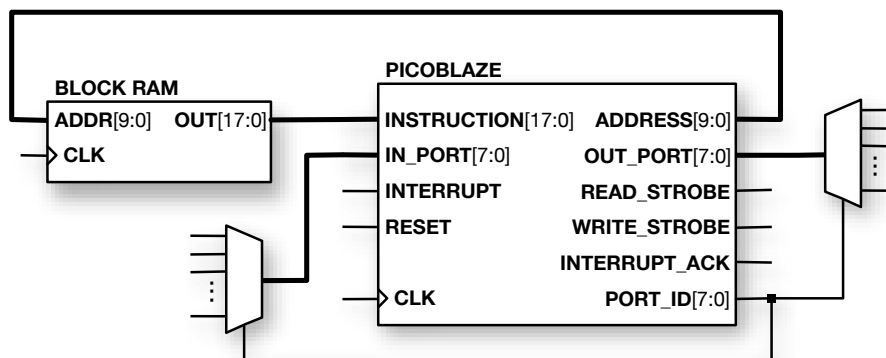 BLOCK RAM
ADDR[9:0] OUT[17:0]
CLK
PICOBLAZE
INSTRUCTION[17:0] ADDRESS[9:0]
IN_PORT[7:0] OUT_PORT[7:0]
INTERRUPT READ_STROBE
RESET WRITE_STROBE
INTERRUPT_ACK
CLK PORT_ID[7:0]